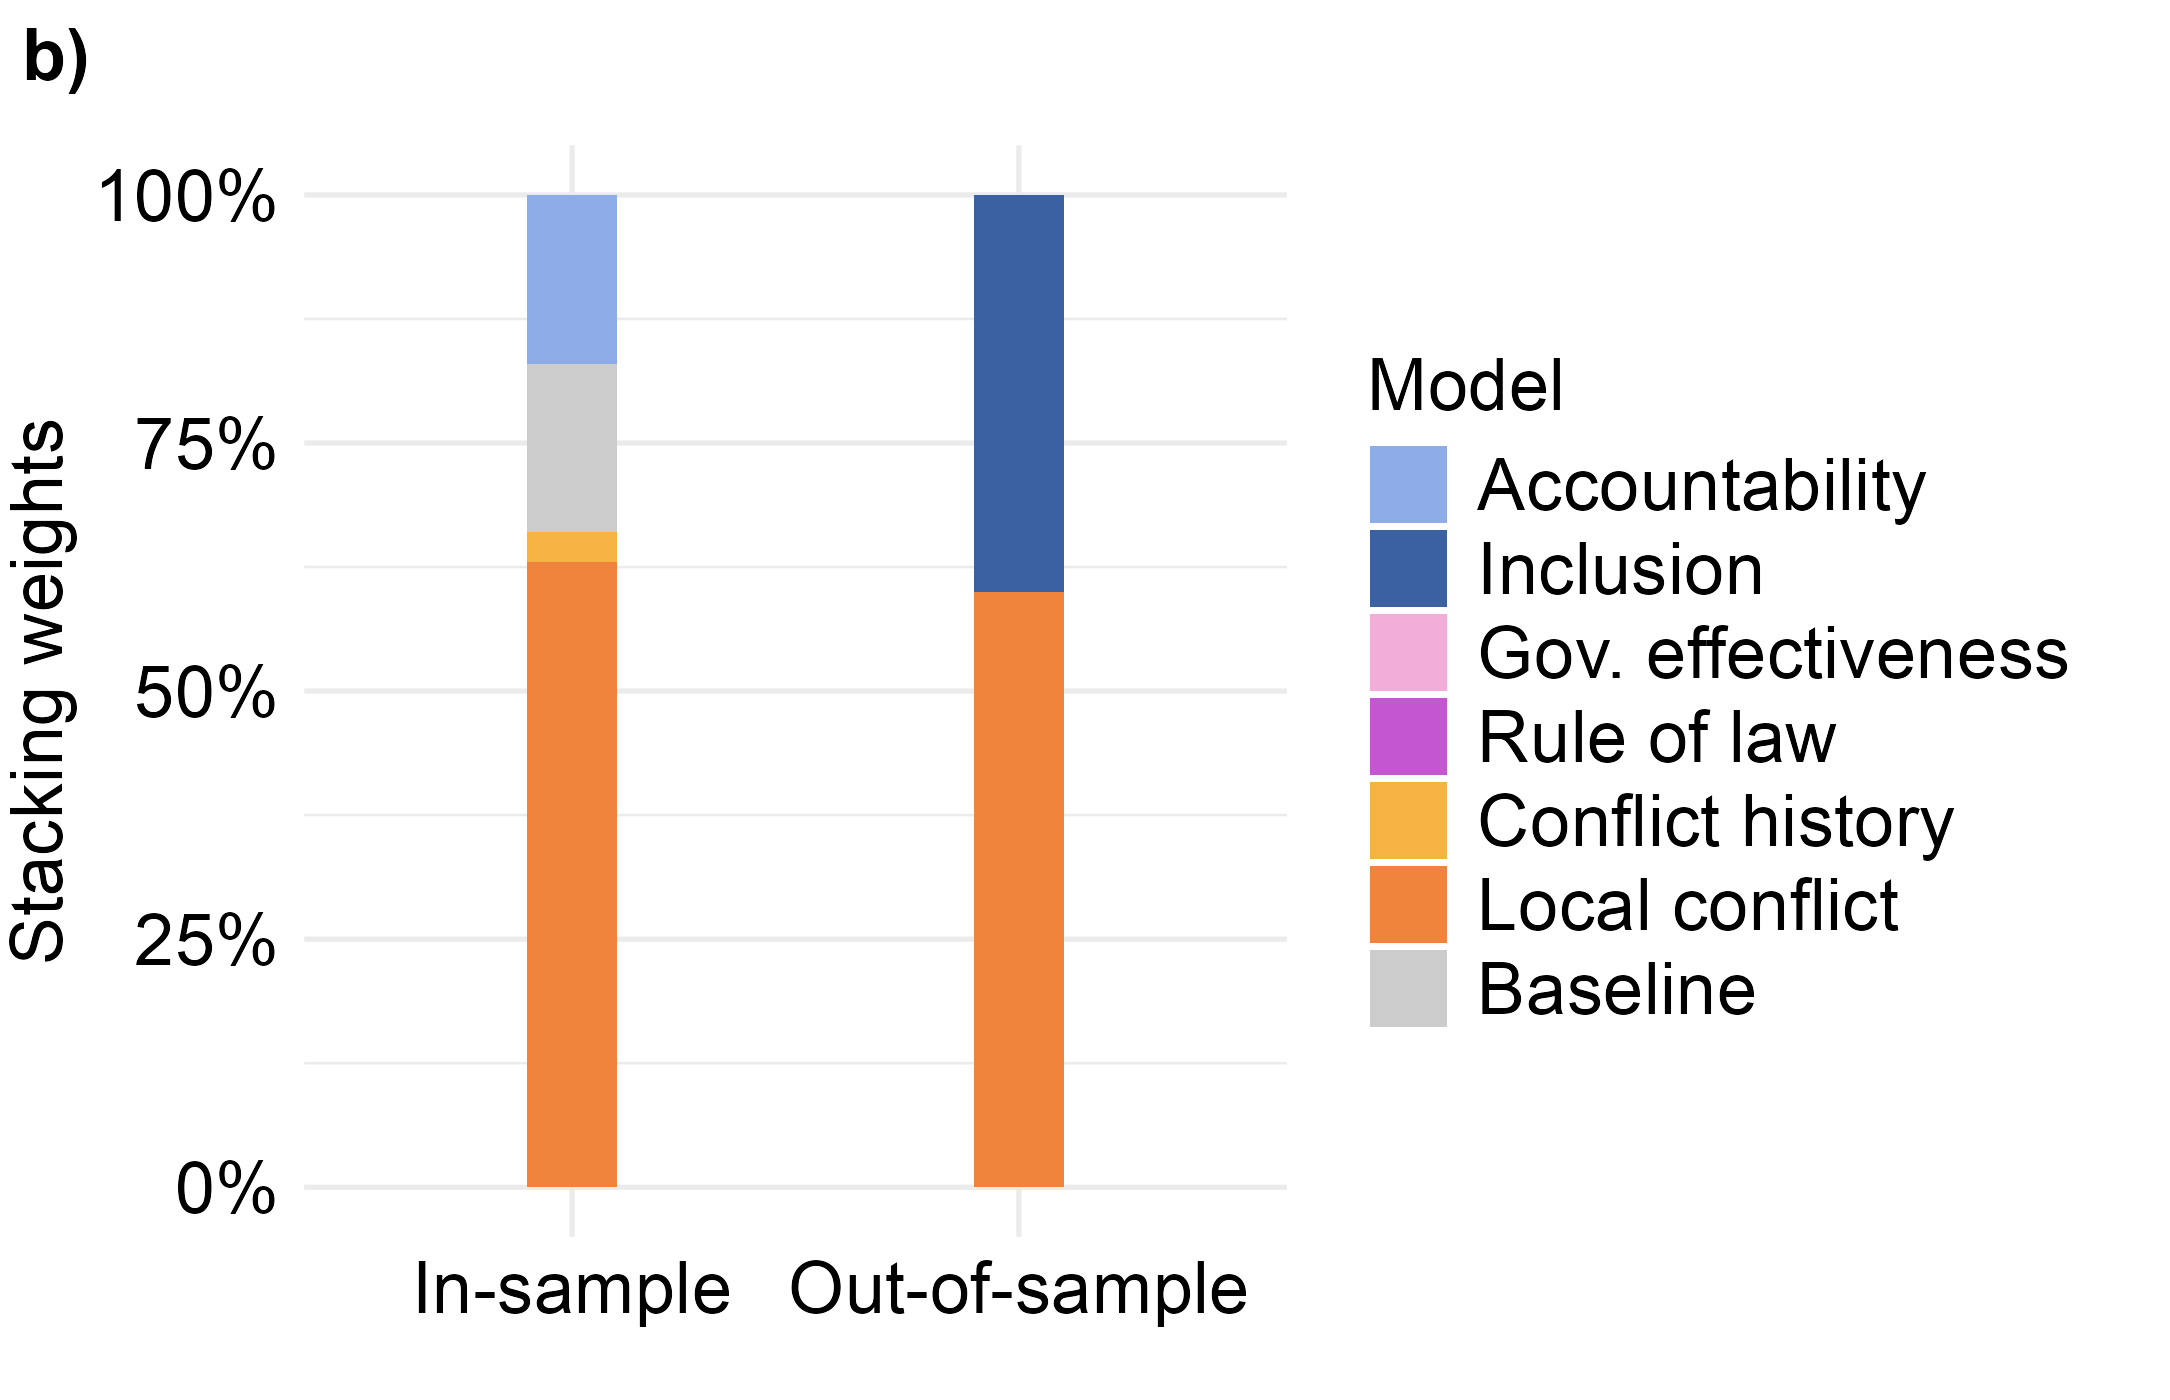 b)
Stacking weights
100%
75%
50%
25%
0%
In-sample
Out-of-sample
Model
Accountability
Inclusion
Gov. effectiveness
Rule of law
Conflict history
Local conflict
Baseline